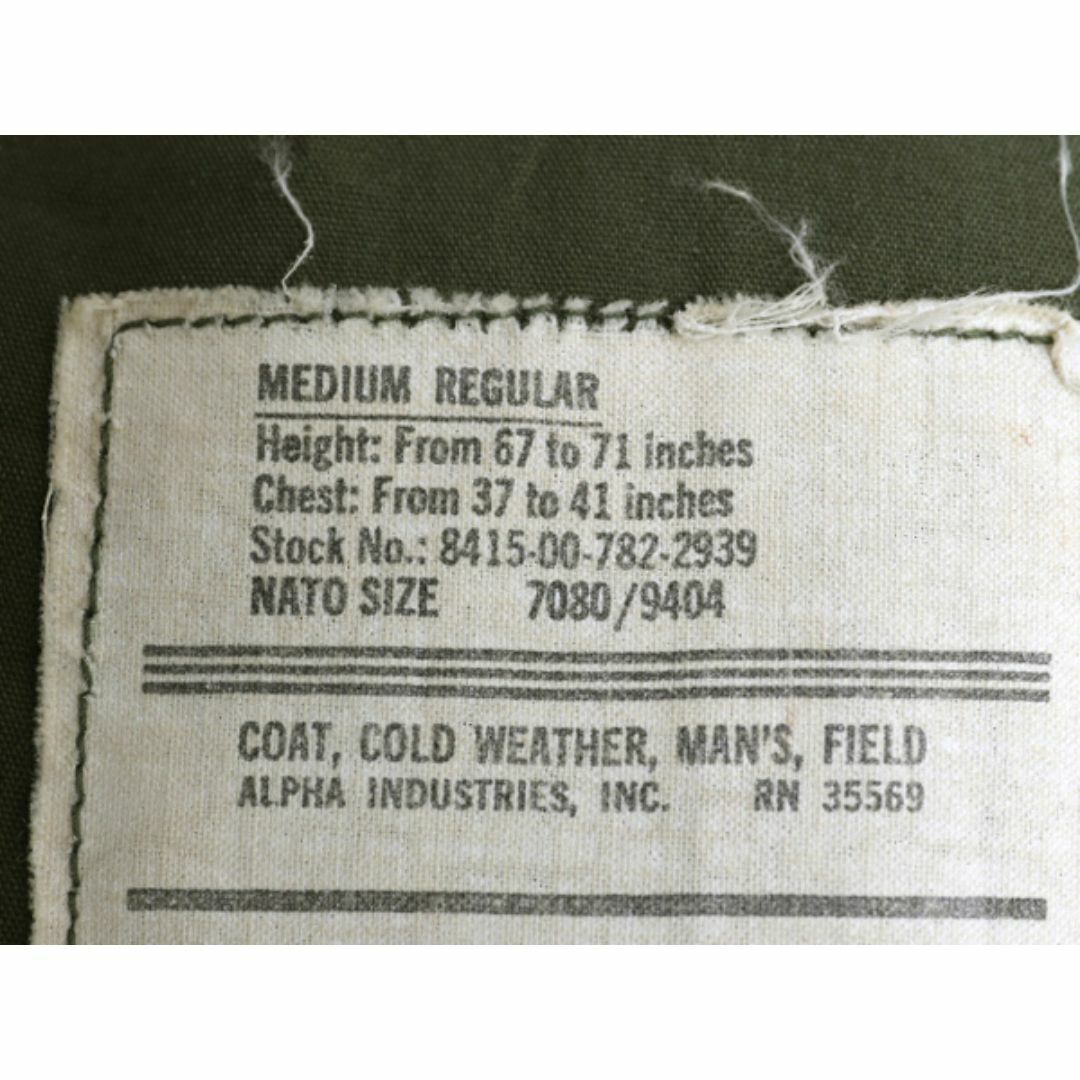 MEDIUM REGULAR
Height: From 67 to 71 inches
Chest: From 37 to 41 inches
Stock No.: 8415-00-782-2939
NATO SIZE 7080/9404
COAT, COLD WEATHER, MAN'S, FIELD
ALPHA INDUSTRIES, INC. RN 35569